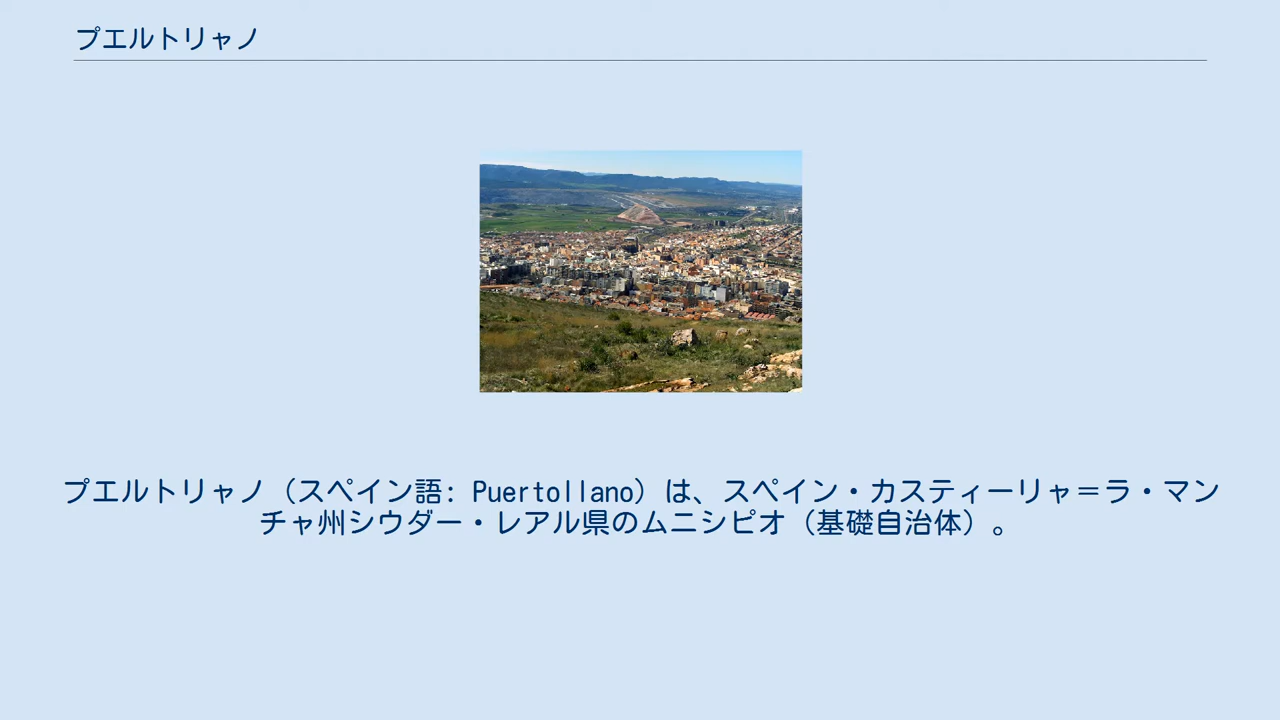 プエルトリャノ
プエルトリャノ（スペイン語: Puertollano）は、スペイン・カスティーリャ＝ラ・マン
チャ州シウダー・レアル県のムニシピオ（基礎自治体）。